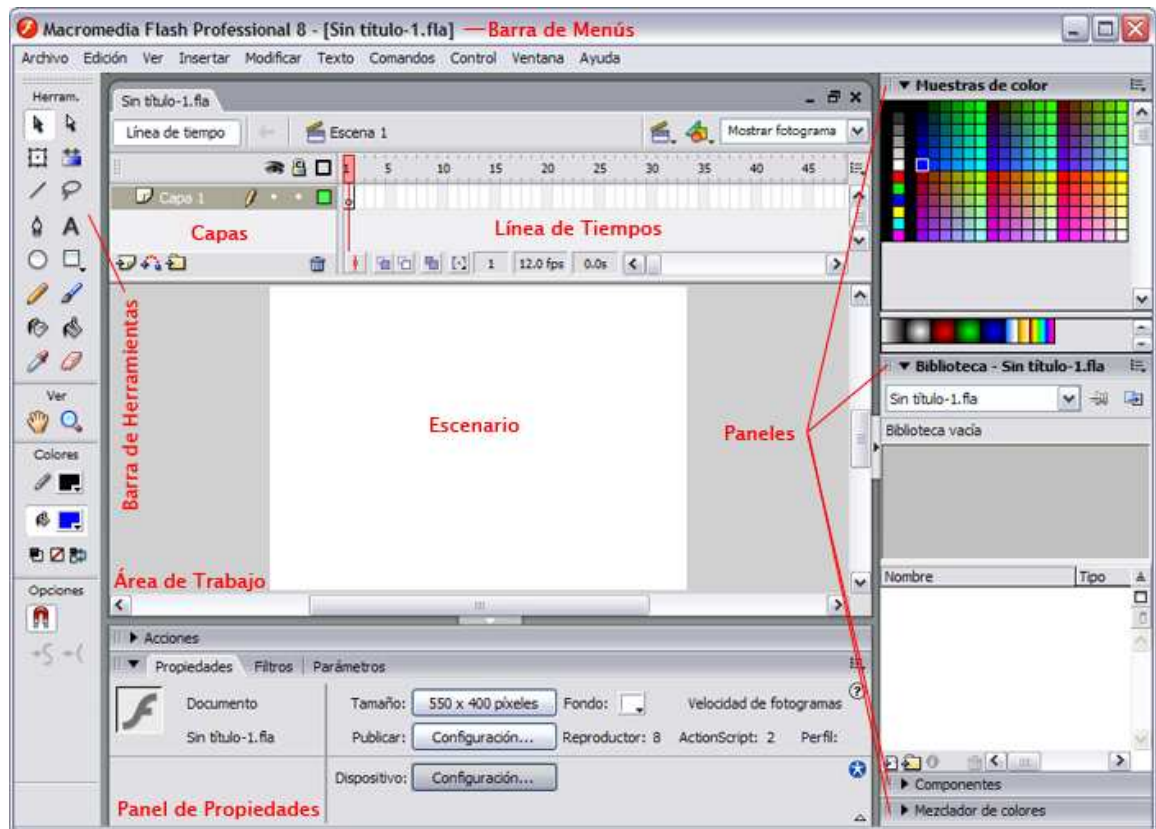 Macromedia Flash Professional 8 - [Sin título-1.fla] Barra de Menús
Archivo Edición Ver Insertar Modificar Texto Comandos Control Ventana Ayuda
Herram.
Sin título-1.fla
Línea de tiempo Escena 1 Mostrar fotograma
1 5 10 15 20 25 30 35 40 45
Capa 1
Capas
Línea de Tiempos
1 12.0 fps 0.0s
Barra de Herramientas
Ver
Colores
Opciones
Escenario
Paneles
Área de Trabajo
Muestras de color
Biblioteca - Sin título-1.fla
Sin título-1.fla
Biblioteca vacía
Nombre Tipo
Componentes
Mezclador de colores
Acciones
Propiedades Filtros Parámetros
Documento Tamaño: 550 x 400 píxeles Fondo: Velocidad de fotogramas
Sin título-1.fla Publicar: Configuración... Reproductor: 8 ActionScript: 2 Perfil:
Dispositivo: Configuración...
Panel de Propiedades